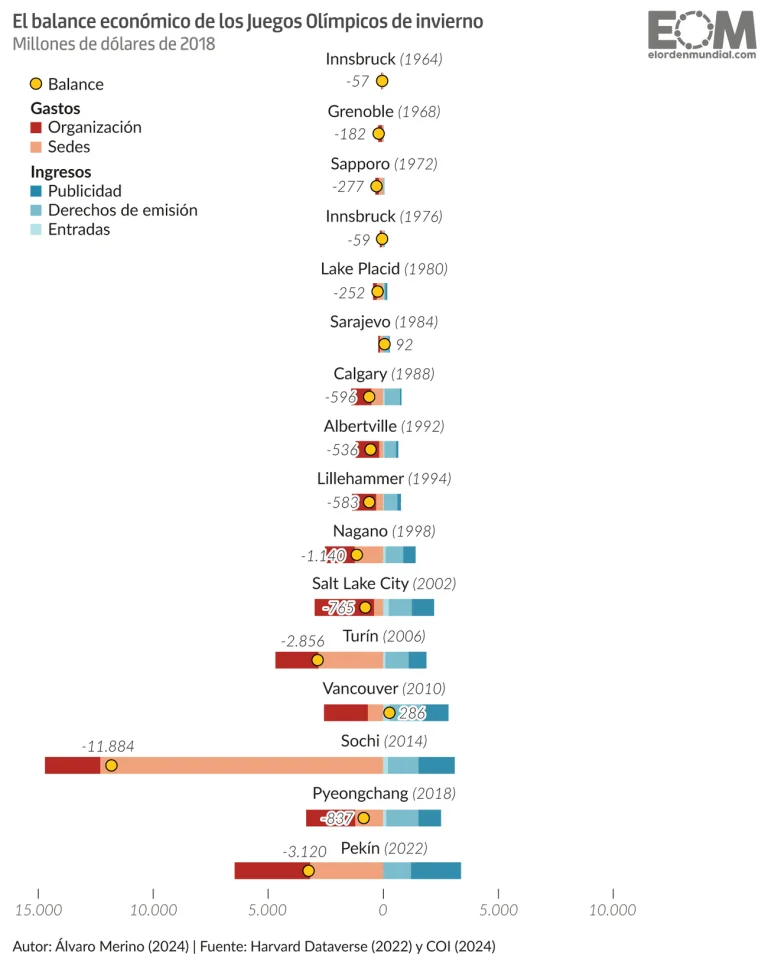 El balance económico de los Juegos Olímpicos de invierno
Millones de dólares de 2018
EOM
elordenmundial.com
Balance
Gastos
Organización
Sedes
Ingresos
Publicidad
Derechos de emisión
Entradas
Innsbruck (1964)
-57
Grenoble (1968)
-182
Sapporo (1972)
-277
Innsbruck (1976)
-59
Lake Placid (1980)
-252
Sarajevo (1984)
92
Calgary (1988)
-596
Albertville (1992)
-536
Lillehammer (1994)
-583
Nagano (1998)
-1.140
Salt Lake City (2002)
-765
Turín (2006)
-2.856
Vancouver (2010)
286
Sochi (2014)
-11.884
Pyeongchang (2018)
-837
Pekín (2022)
-3.120
15.000 10.000 5.000 0 5.000 10.000
Autor: Álvaro Merino (2024) | Fuente: Harvard Dataverse (2022) y COI (2024)